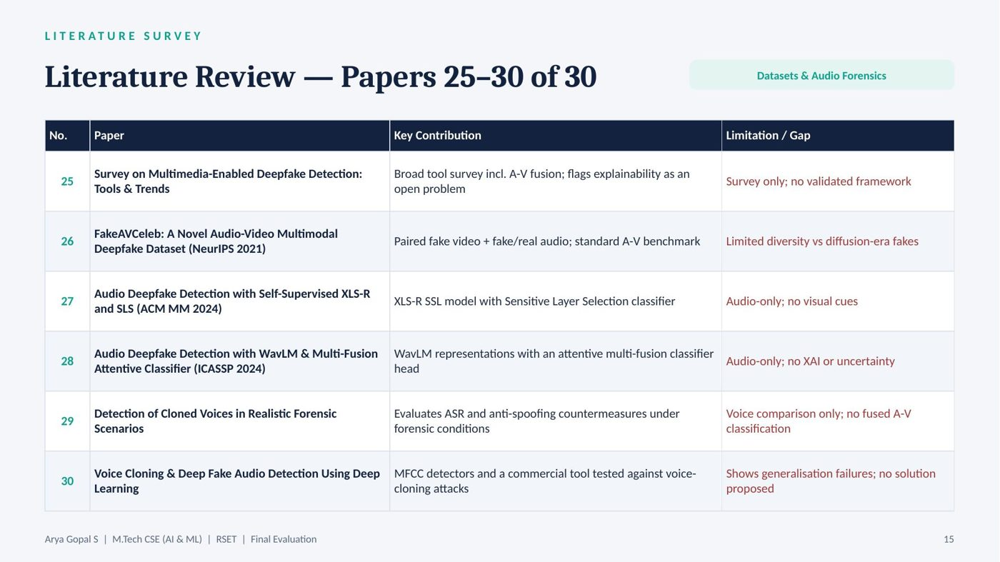 LITERATURE SURVEY
Literature Review — Papers 25–30 of 30
Datasets & Audio Forensics
No.
Paper
Key Contribution
Limitation / Gap
25
Survey on Multimedia-Enabled Deepfake Detection:
Tools & Trends
Broad tool survey incl. A-V fusion; flags explainability as an
open problem
Survey only; no validated framework
26
FakeAVCeleb: A Novel Audio-Video Multimodal
Deepfake Dataset (NeurIPS 2021)
Paired fake video + fake/real audio; standard A-V benchmark
Limited diversity vs diffusion-era fakes
27
Audio Deepfake Detection with Self-Supervised XLS-R
and SLS (ACM MM 2024)
XLS-R SSL model with Sensitive Layer Selection classifier
Audio-only; no visual cues
28
Audio Deepfake Detection with WavLM & Multi-Fusion
Attentive Classifier (ICASSP 2024)
WavLM representations with an attentive multi-fusion classifier
head
Audio-only; no XAI or uncertainty
29
Detection of Cloned Voices in Realistic Forensic
Scenarios
Evaluates ASR and anti-spoofing countermeasures under
forensic conditions
Voice comparison only; no fused A-V
classification
30
Voice Cloning & Deep Fake Audio Detection Using Deep
Learning
MFCC detectors and a commercial tool tested against voice-
cloning attacks
Shows generalisation failures; no solution
proposed
Arya Gopal S | M.Tech CSE (AI & ML) | RSET | Final Evaluation
15